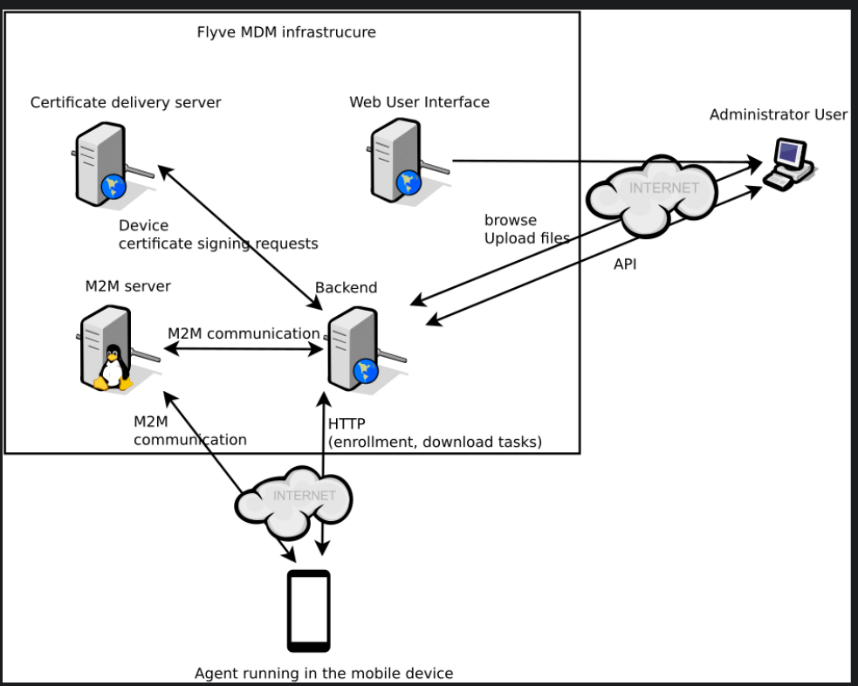 Flyve MDM infrastrucure
Certificate delivery server
Web User Interface
Administrator User
INTERNET
Device
certificate signing requests
browse
Upload files
API
M2M server
Backend
M2M communication
M2M
communication
HTTP
(enrollment, download tasks)
INTERNET
Agent running in the mobile device